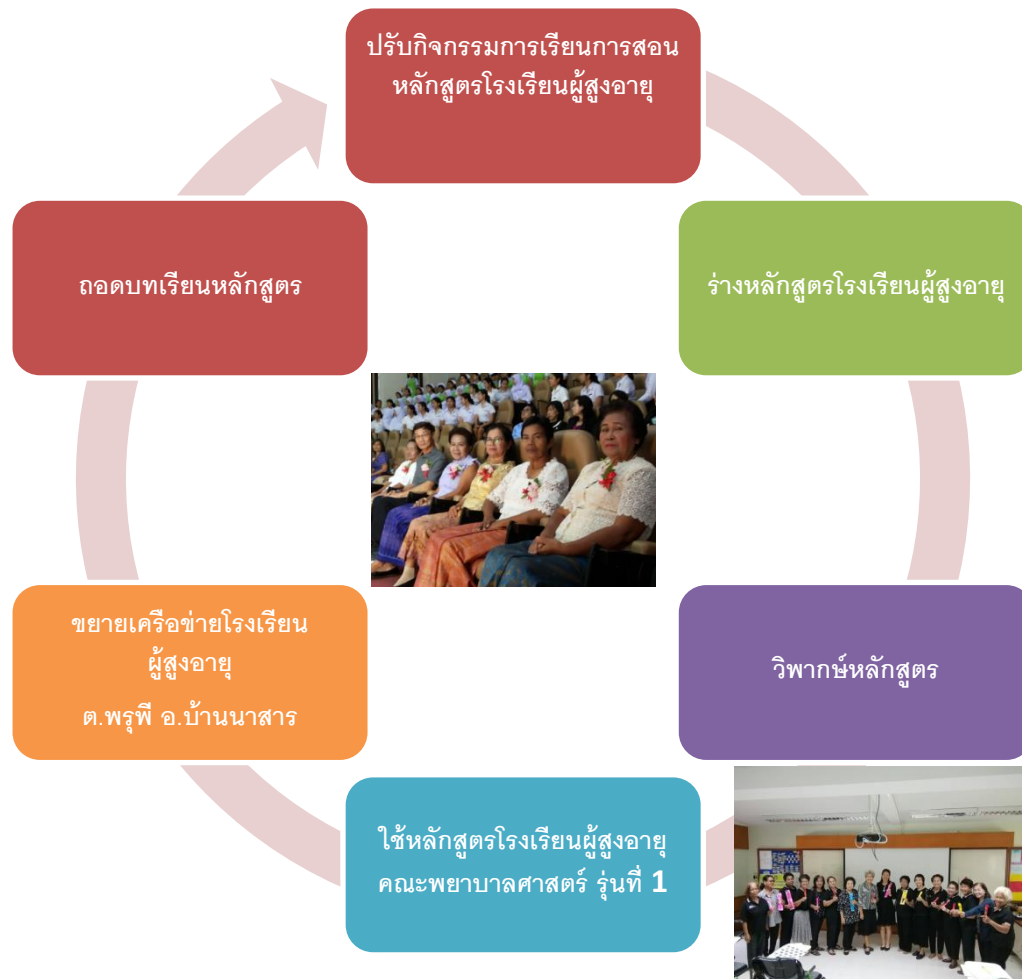 ปรับกิจกรรมการเรียนการสอน
หลักสูตรโรงเรียนผู้สูงอายุ
ร่างหลักสูตรโรงเรียนผู้สูงอายุ
วิพากษ์หลักสูตร
ใช้หลักสูตรโรงเรียนผู้สูงอายุ
คณะพยาบาลศาสตร์ รุ่นที่ 1
ขยายเครือข่ายโรงเรียน
ผู้สูงอายุ
ต.พรุพี อ.บ้านนาสาร
ถอดบทเรียนหลักสูตร